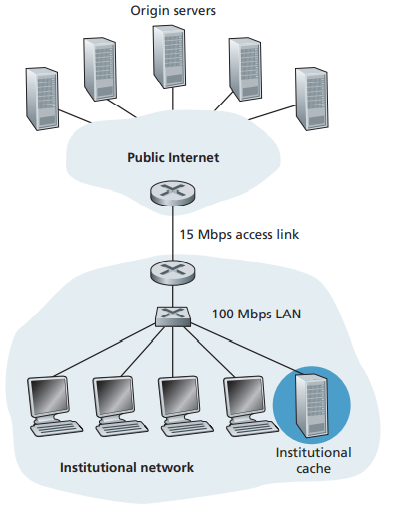 Origin servers
Public Internet
15 Mbps access link
100 Mbps LAN
Institutional
cache
Institutional network